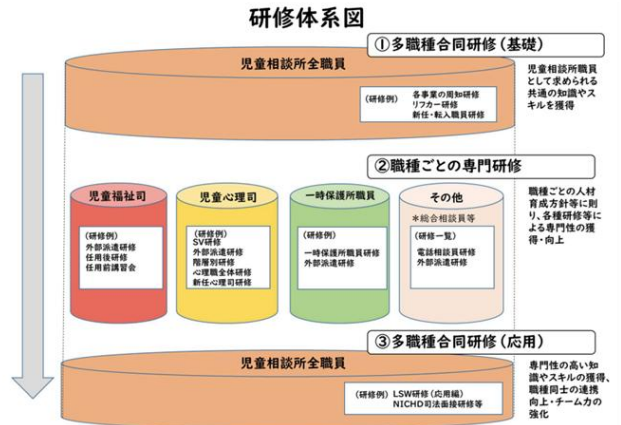 研修体系図
①多職種合同研修（基礎）
児童相談所全職員
（研修例） 各事業の周知研修
リフカー研修
新任・転入職員研修
児童相談所職員
として求められる
共通の知識やス
キルを獲得
②職種ごとの専門研修
児童福祉司
（研修例）
外部派遣研修
任用後研修
任用前講習会
児童心理司
（研修例）
SV研修
外部派遣研修
階層別研修
心理職全体研修
新任心理司研修
一時保護所職員
（研修例）
一時保護所職員研修
外部派遣研修
その他
＊総合相談員等
（研修一覧）
電話相談員研修
外部派遣研修
職種ごとの人材
育成方針等に則
り、各種研修等に
よる専門性の獲
得・向上
③多職種合同研修（応用）
児童相談所全職員
（研修例） LSW研修（応用編）
NICHD司法面接研修等
専門性の高い知
識やスキルの獲得、
職種同士の連携
向上・チーム力の
強化